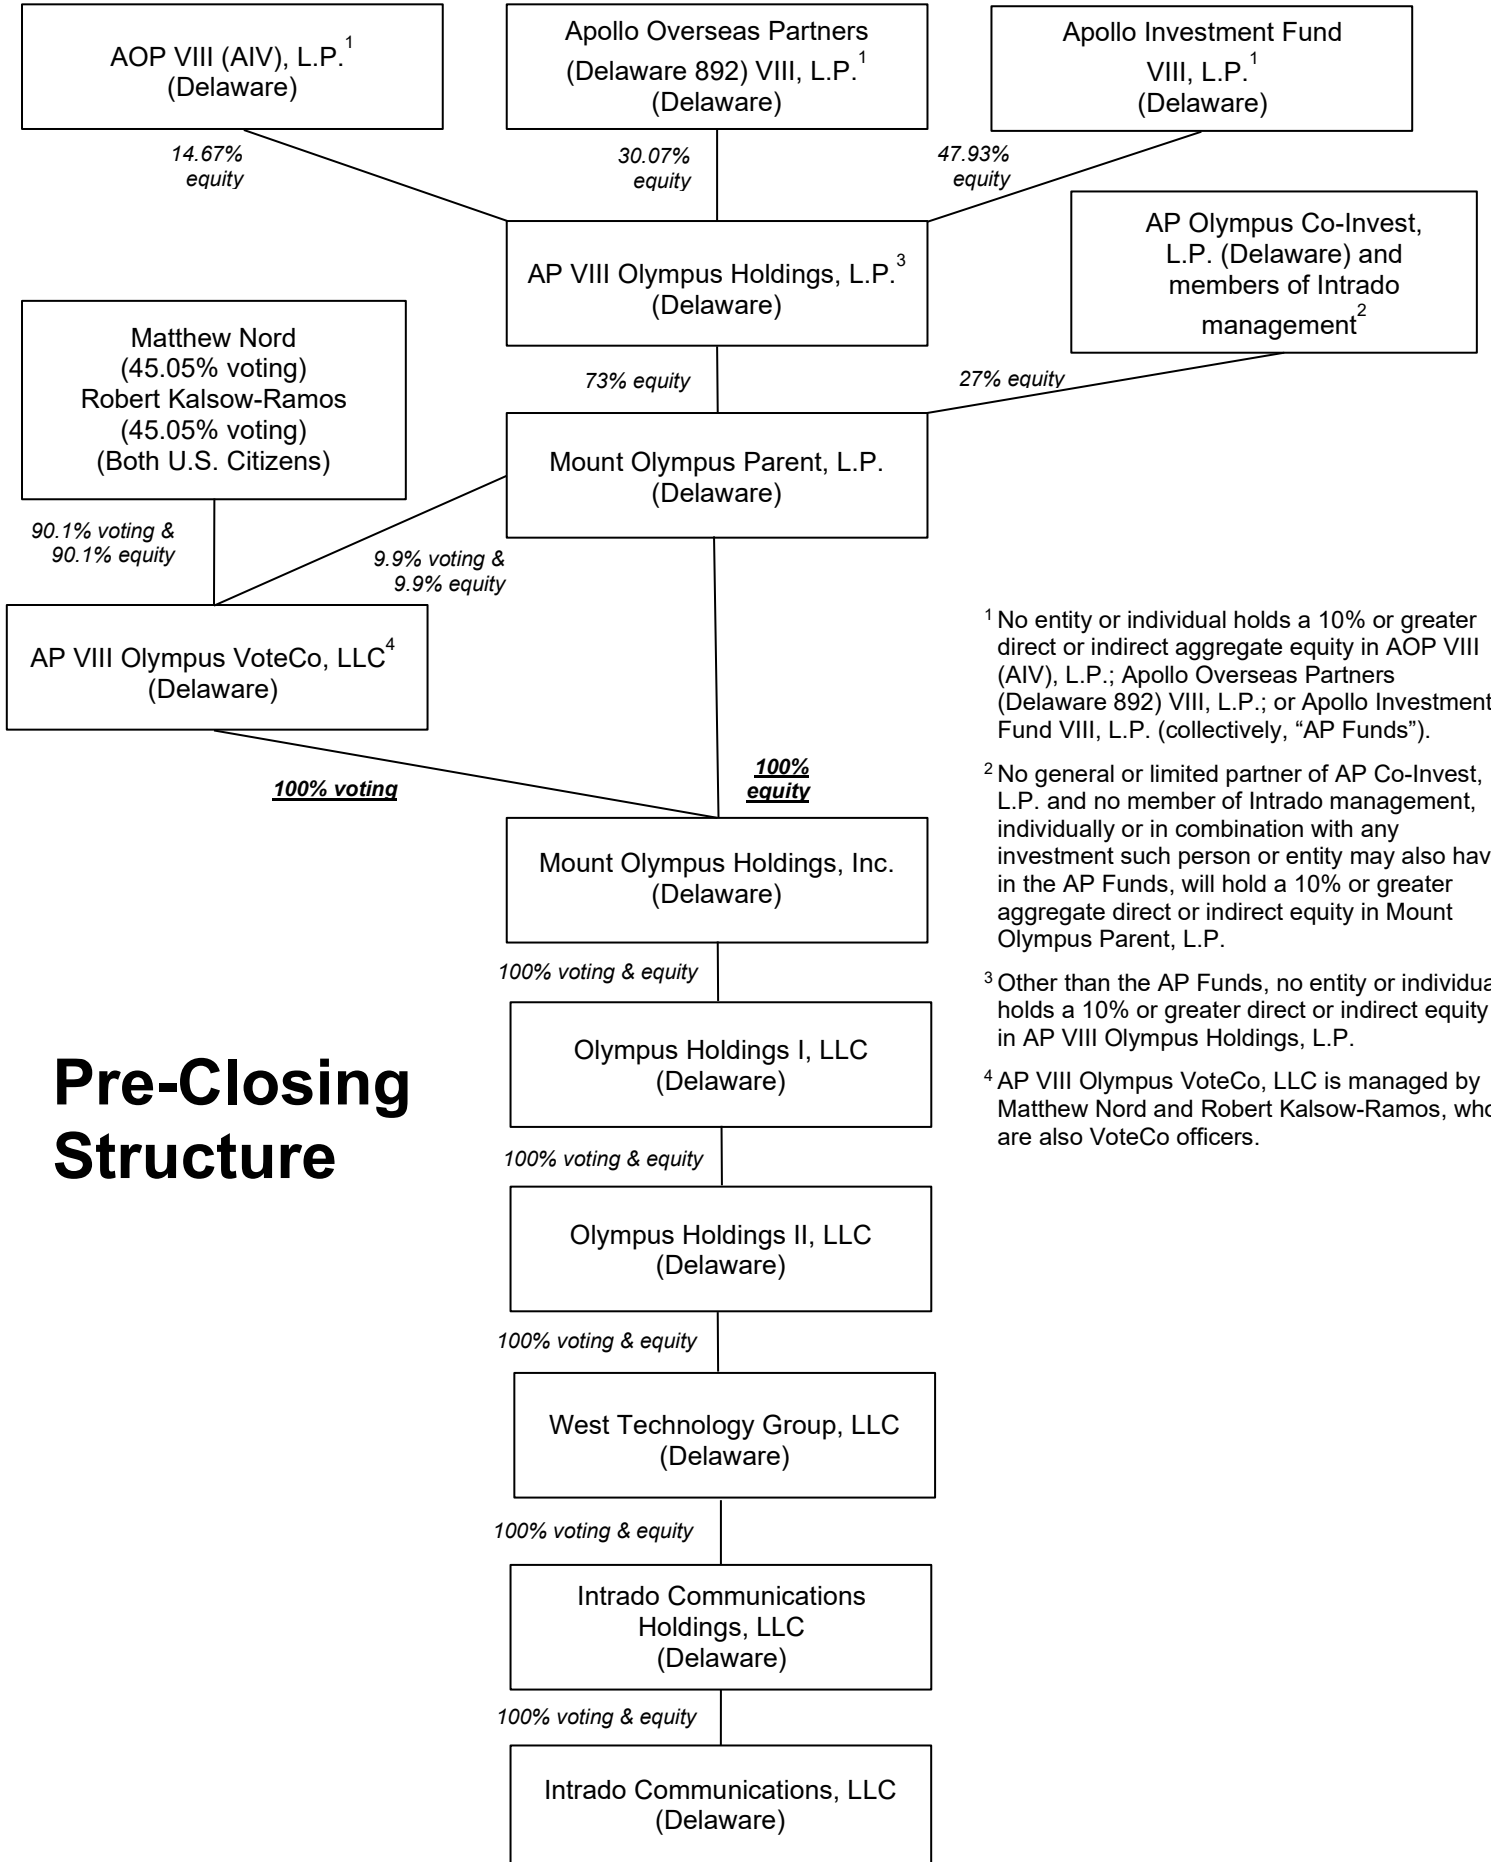 AOP VIII (AIV), L.P.1
(Delaware)
Apollo Overseas Partners
(Delaware 892) VIII, L.P.1
(Delaware)
Apollo Investment Fund
VIII, L.P.1
(Delaware)
14.67%
equity
30.07%
equity
47.93%
equity
AP VIII Olympus Holdings, L.P.3
(Delaware)
AP Olympus Co-Invest,
L.P. (Delaware) and
members of Intrado
management2
Matthew Nord
(45.05% voting)
Robert Kalsow-Ramos
(45.05% voting)
(Both U.S. Citizens)
73% equity
27% equity
Mount Olympus Parent, L.P.
(Delaware)
90.1% voting &
90.1% equity
9.9% voting &
9.9% equity
AP VIII Olympus VoteCo, LLC4
(Delaware)
100% voting
100%
equity
Mount Olympus Holdings, Inc.
(Delaware)
100% voting & equity
Olympus Holdings I, LLC
(Delaware)
100% voting & equity
Olympus Holdings II, LLC
(Delaware)
100% voting & equity
West Technology Group, LLC
(Delaware)
100% voting & equity
Intrado Communications
Holdings, LLC
(Delaware)
100% voting & equity
Intrado Communications, LLC
(Delaware)
Pre-Closing
Structure
1 No entity or individual holds a 10% or greater
direct or indirect aggregate equity in AOP VIII
(AIV), L.P.; Apollo Overseas Partners
(Delaware 892) VIII, L.P.; or Apollo Investment
Fund VIII, L.P. (collectively, “AP Funds”).
2 No general or limited partner of AP Co-Invest,
L.P. and no member of Intrado management,
individually or in combination with any
investment such person or entity may also hav
in the AP Funds, will hold a 10% or greater
aggregate direct or indirect equity in Mount
Olympus Parent, L.P.
3 Other than the AP Funds, no entity or individua
holds a 10% or greater direct or indirect equity
in AP VIII Olympus Holdings, L.P.
4 AP VIII Olympus VoteCo, LLC is managed by
Matthew Nord and Robert Kalsow-Ramos, who
are also VoteCo officers.